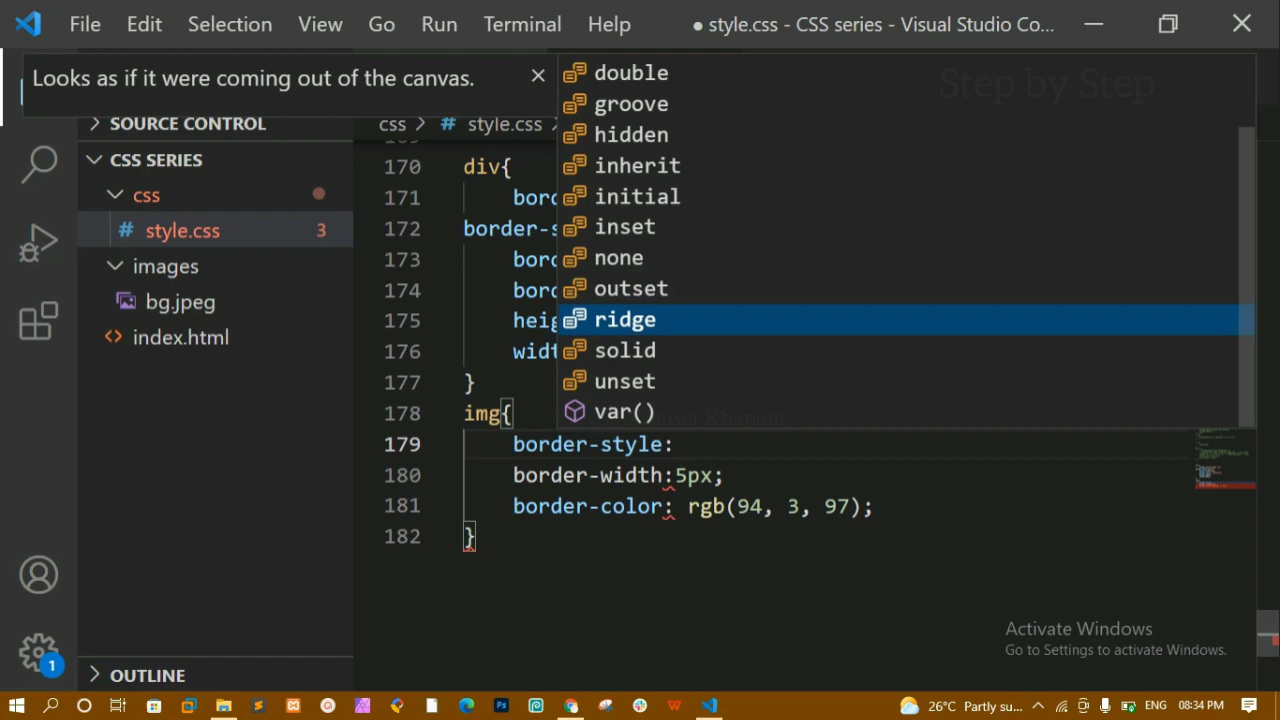 File Edit Selection View Go Run Terminal Help ● style.css - CSS series - Visual Studio Co...
Looks as if it were coming out of the canvas.
Step by Step
SOURCE CONTROL
CSS SERIES
css
# style.css 3
images
bg.jpeg
index.html
OUTLINE
1
css > # style.css
170 div{
171 bord
172 border-s
173 bord
174 bord
175 heig
176 widt
177 }
178 img{
179 border-style:
180 border-width:5px;
181 border-color: rgb(94, 3, 97);
182 }
double
groove
hidden
inherit
initial
inset
none
outset
ridge
solid
unset
var()
Khanam
Activate Windows
Go to Settings to activate Windows.
26°C Partly su... ENG 08:34 PM